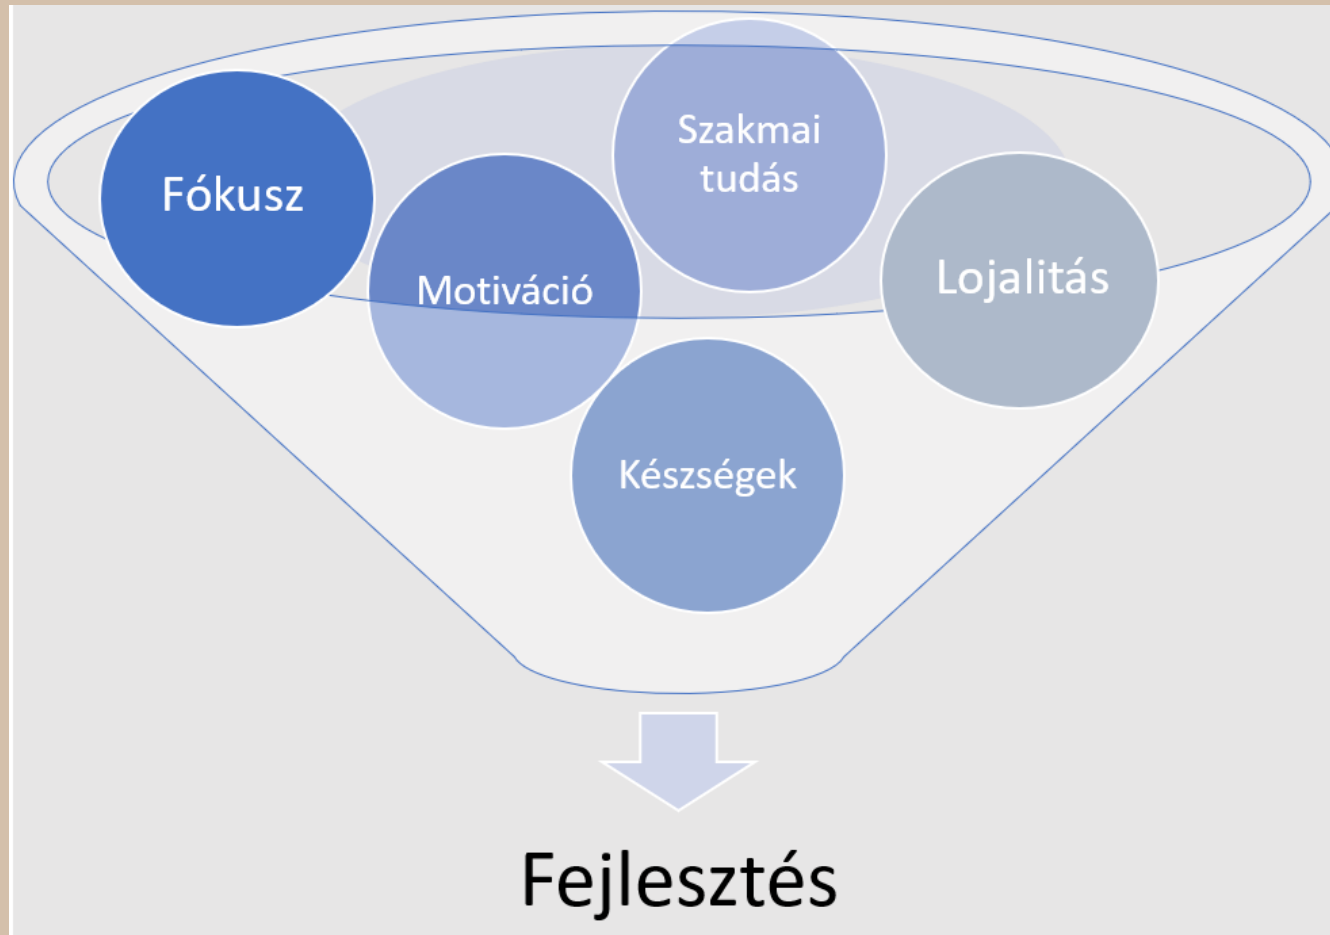 Fókusz
Szakmai
tudás
Motiváció
Lojalitás
Készségek
Fejlesztés